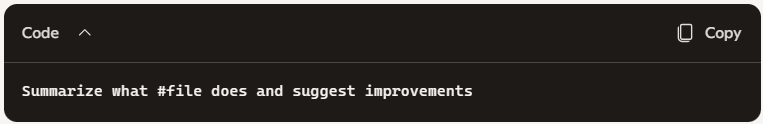 Code
Copy
Summarize what #file does and suggest improvements